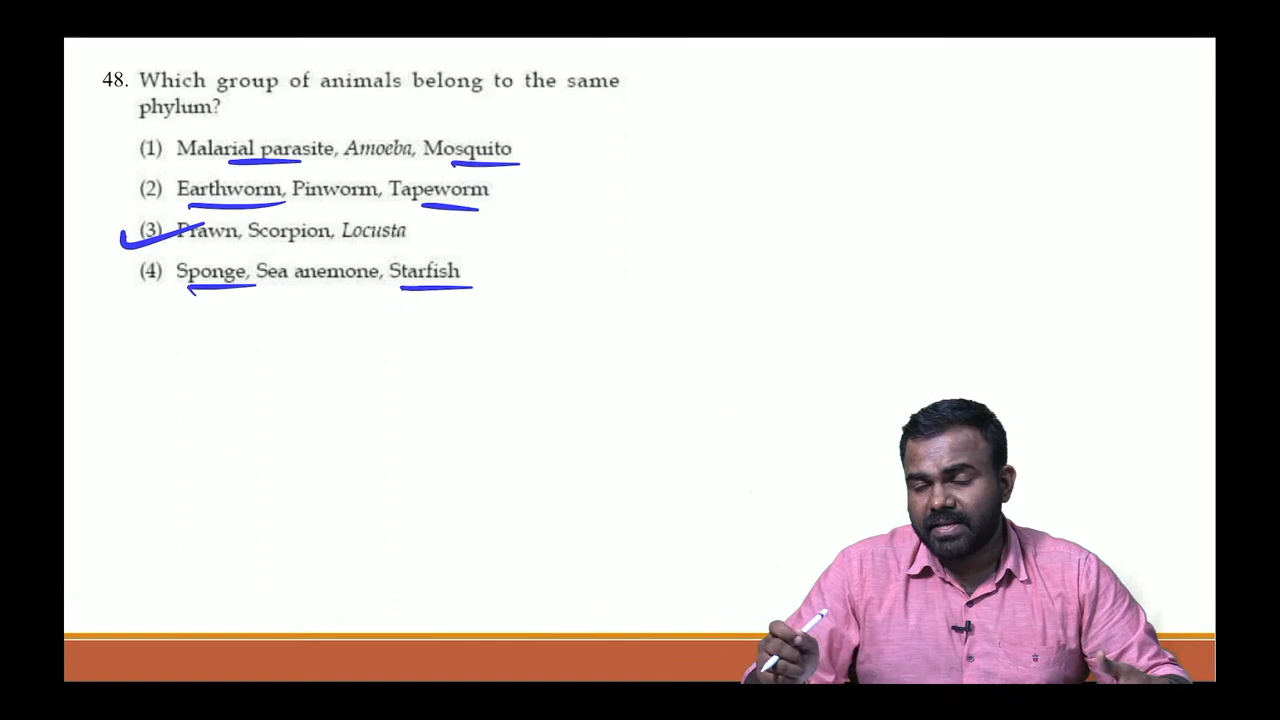 48. Which group of animals belong to the same
phylum?
(1) Malarial parasite, Amoeba, Mosquito
(2) Earthworm, Pinworm, Tapeworm
(3) Prawn, Scorpion, Locusta
(4) Sponge, Sea anemone, Starfish